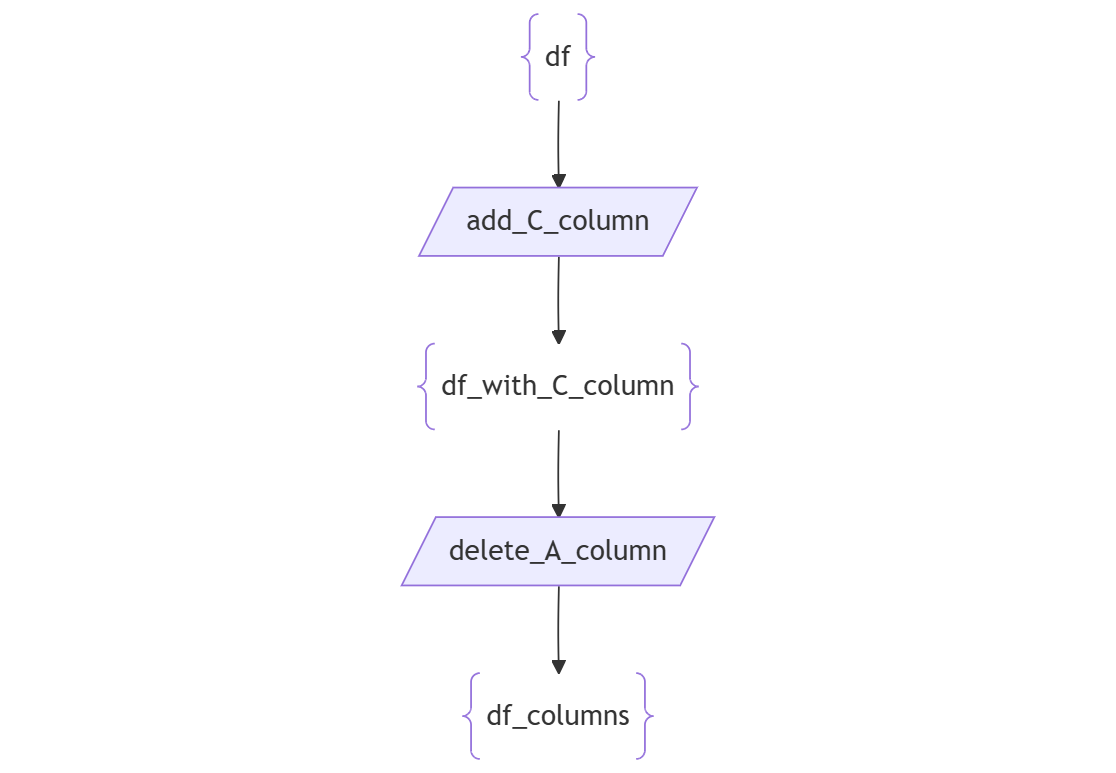 df
add_C_column
df_with_C_column
delete_A_column
df_columns